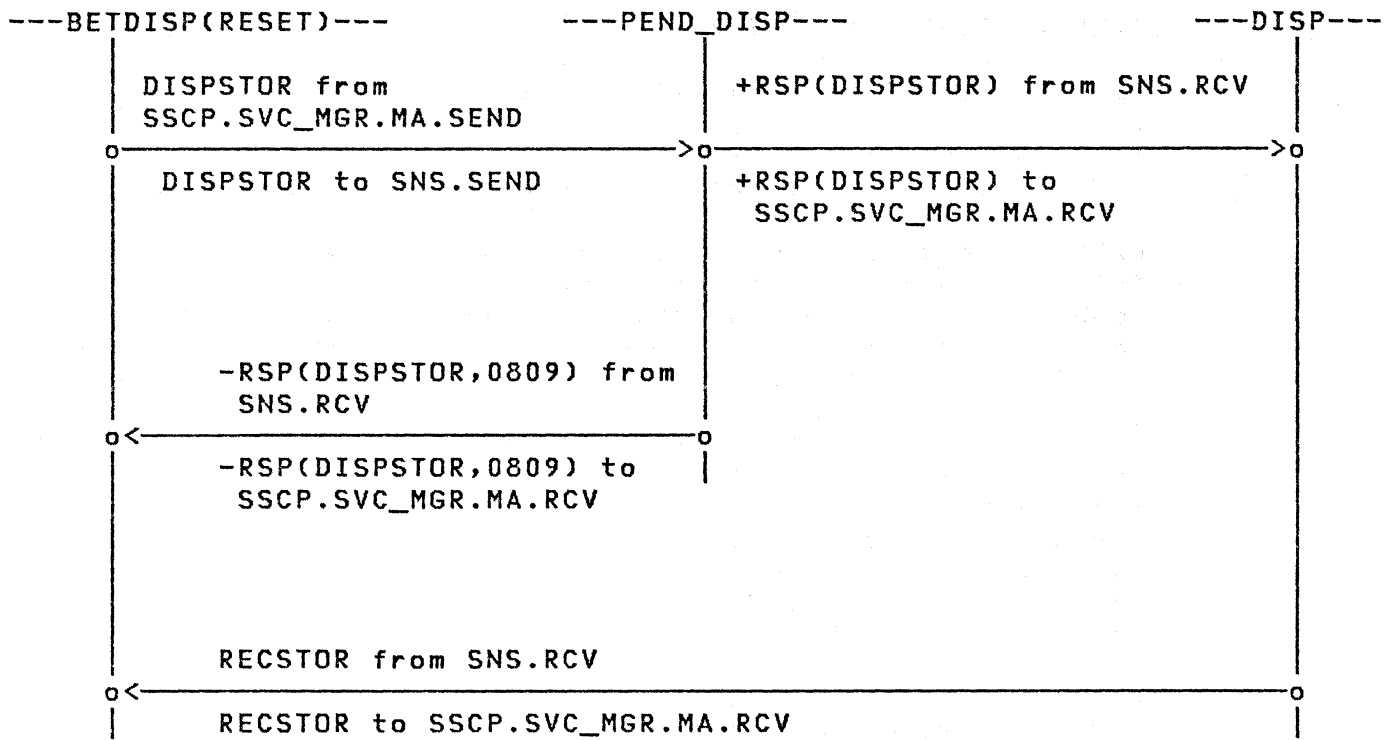 ---BETDISP(RESET)--- ---PEND_DISP--- ---DISP---
DISPSTOR from
SSCP.SVC_MGR.MA.SEND
+RSP(DISPSTOR) from SNS.RCV
DISPSTOR to SNS.SEND
+RSP(DISPSTOR) to
SSCP.SVC_MGR.MA.RCV
-RSP(DISPSTOR,0809) from
SNS.RCV
-RSP(DISPSTOR,0809) to
SSCP.SVC_MGR.MA.RCV
RECSTOR from SNS.RCV
RECSTOR to SSCP.SVC_MGR.MA.RCV